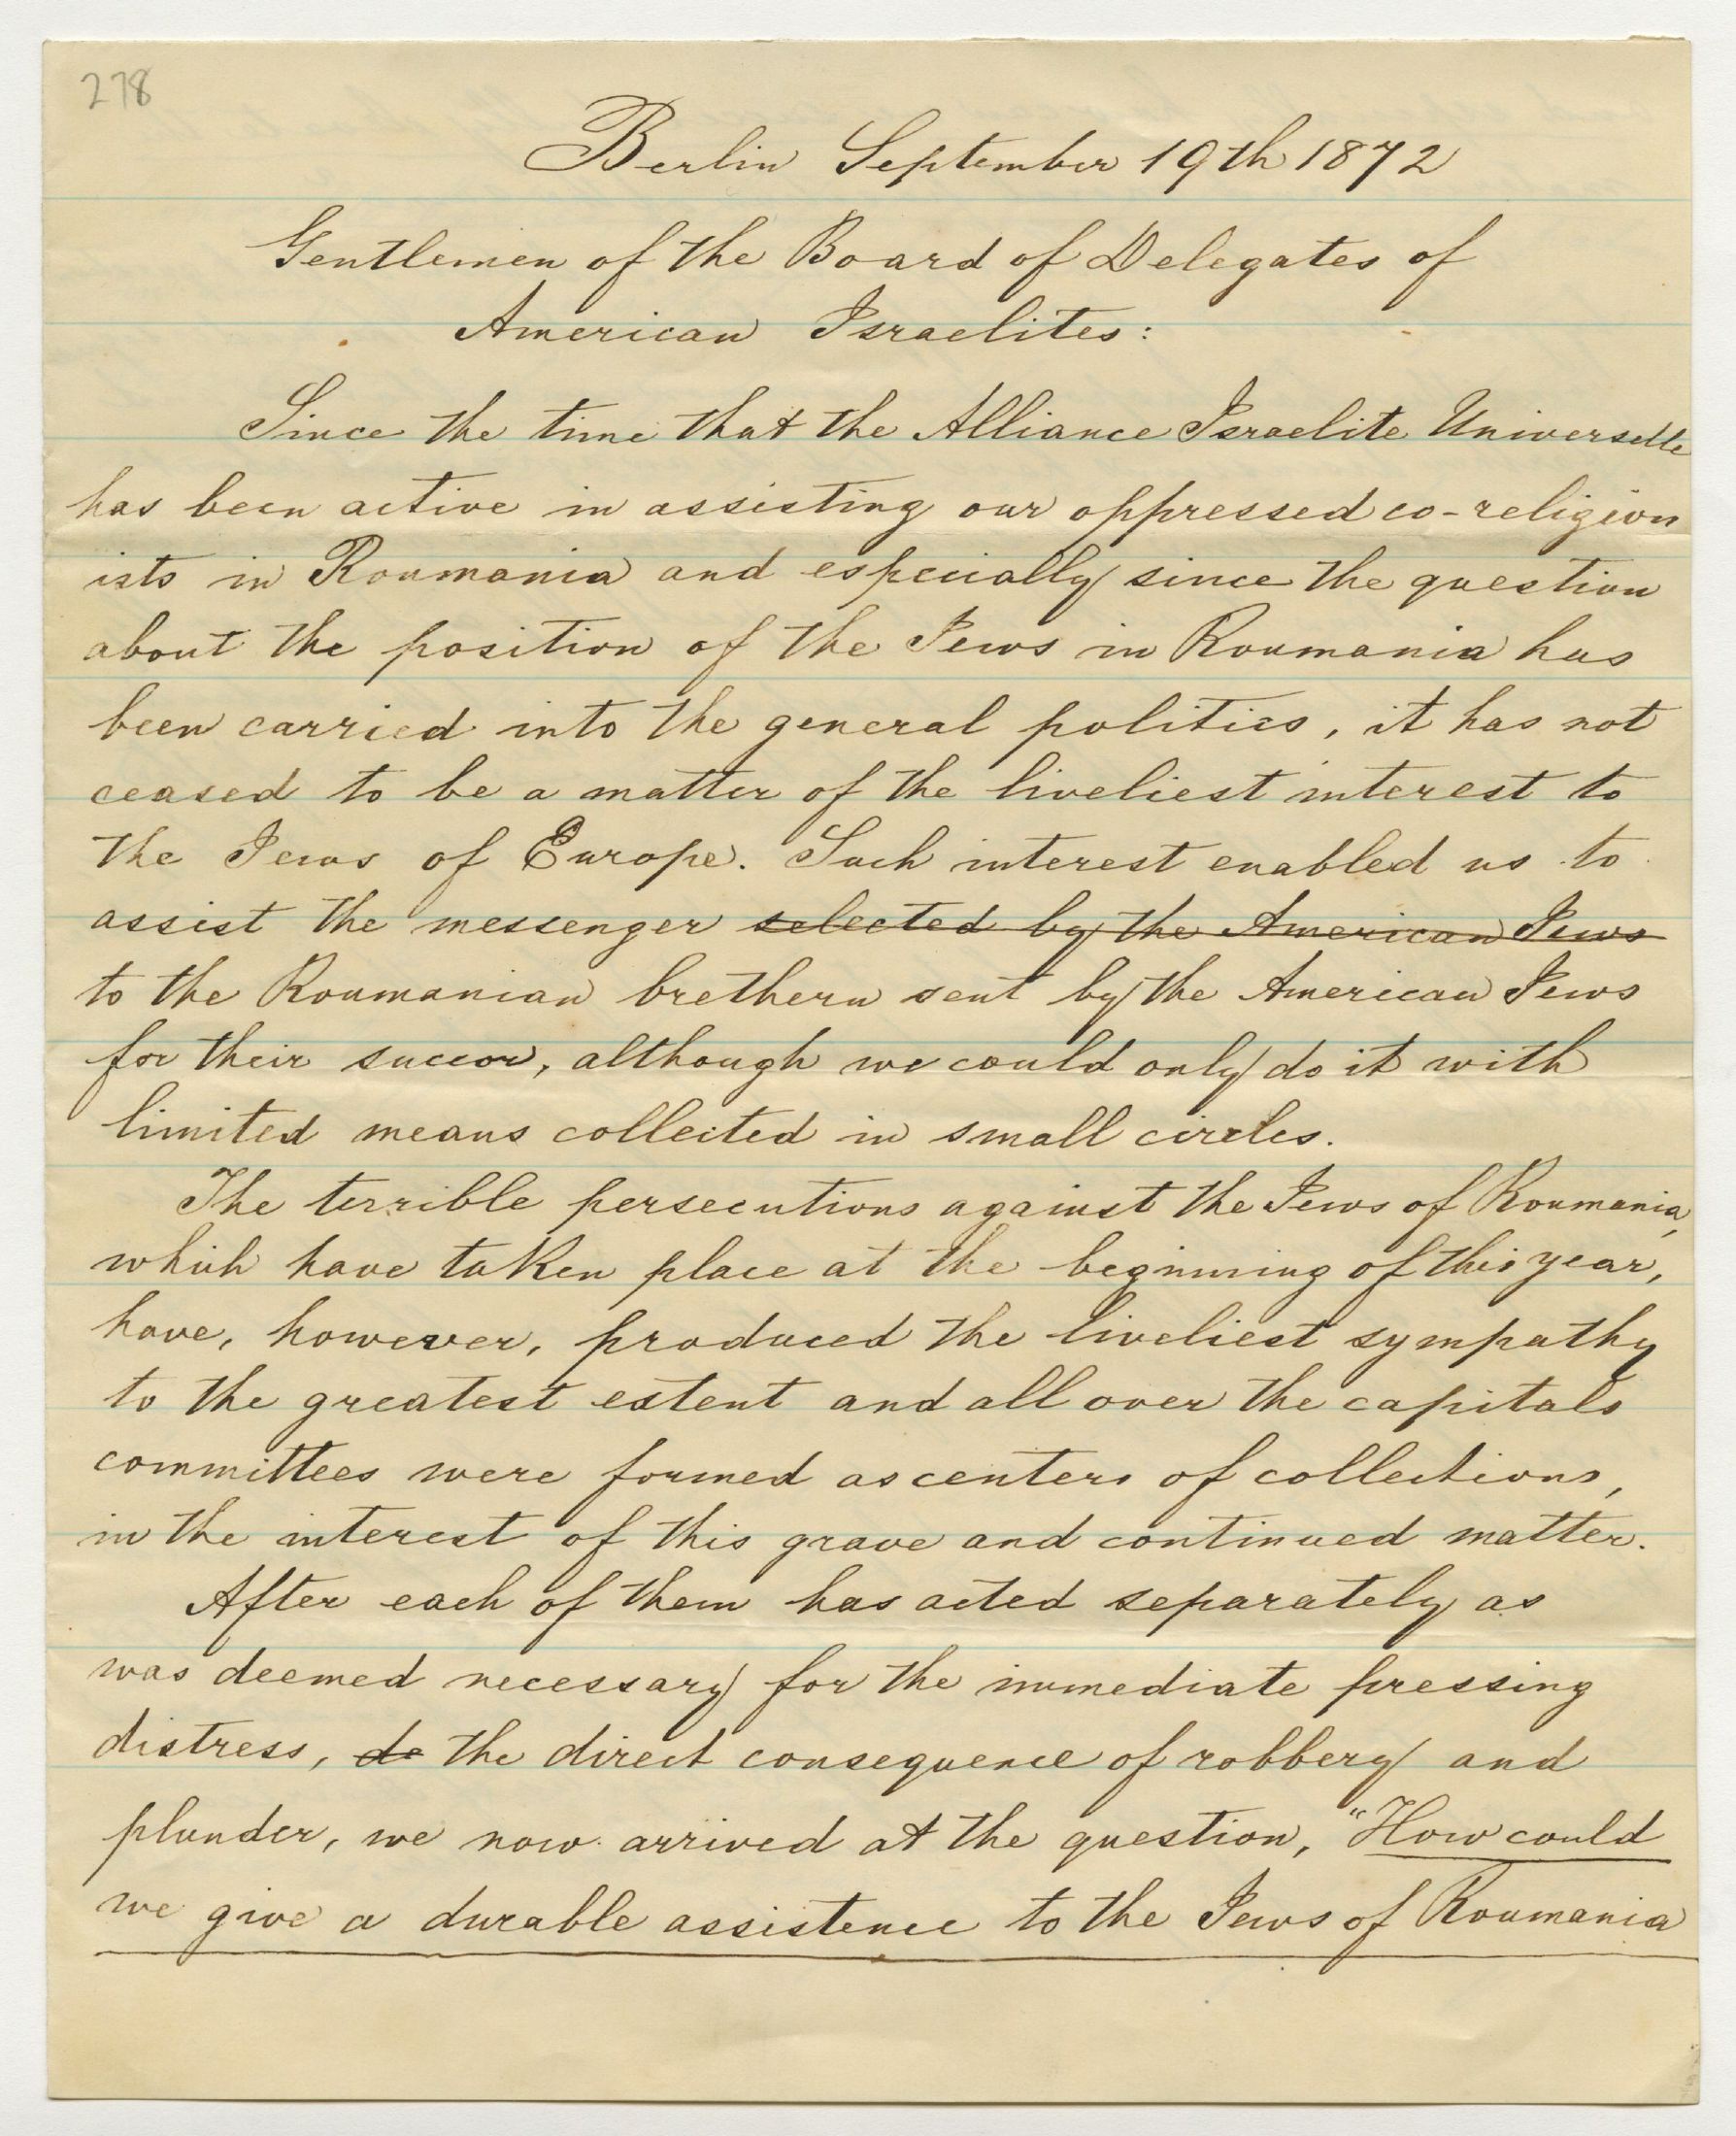 278
Berlin September 19th 1872
Gentlemen of the Board of Delegates of
American Israelites:
Since the time that the Alliance Israelite Universelle
has been active in assisting our oppressed co-religion
ists in Roumania and especially since the question
about the position of the Jews in Roumania has
been carried into the general politics, it has not
ceased to be a matter of the liveliest interest to
the Jews of Europe. Such interest enabled us to
assist the messenger selected by the American Jews
to the Roumanian brethern sent by the American Jews
for their succor, although we could only do it with
limited means collected in small circles.
The terrible persecutions against the Jews of Roumania,
which have taken place at the beginning of this year,
have, however, produced the liveliest sympathy
to the greatest extent and all over the capitals
committees were formed as centers of collections,
in the interest of this grave and continued matter.
After each of them has acted separately as
was deemed necessary for the immediate pressing
distress, de the direct consequence of robbery and
plunder, we now arrived at the question, "How could
we give a durable assistence to the Jews of Roumania